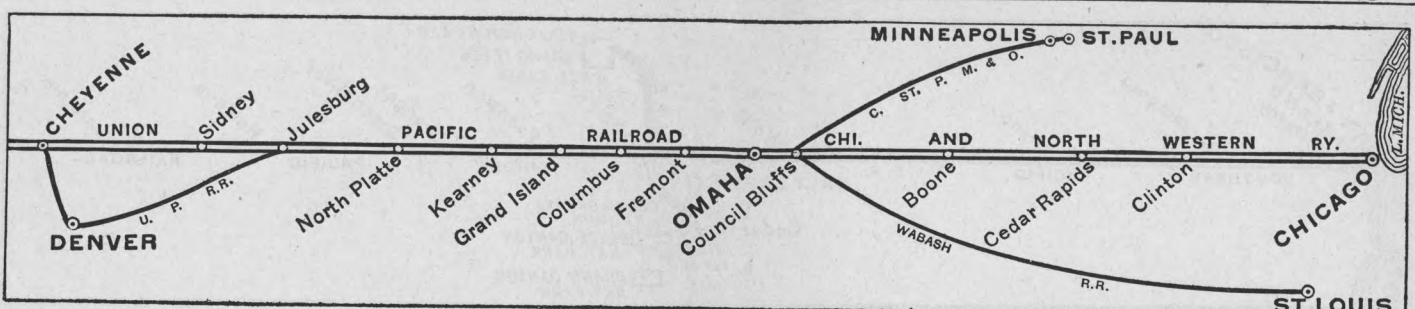 MINNEAPOLIS ST. PAUL
C. ST. P. M. & O.
CHEYENNE
UNION PACIFIC RAILROAD
Sidney
Julesburg
CHI. AND NORTH WESTERN RY.
L. MICH.
North Platte
Kearney
Grand Island
Columbus
Fremont
OMAHA
Council Bluffs
Boone
Cedar Rapids
Clinton
CHICAGO
U. P. R.R.
DENVER
WABASH R.R.
ST. LOUIS